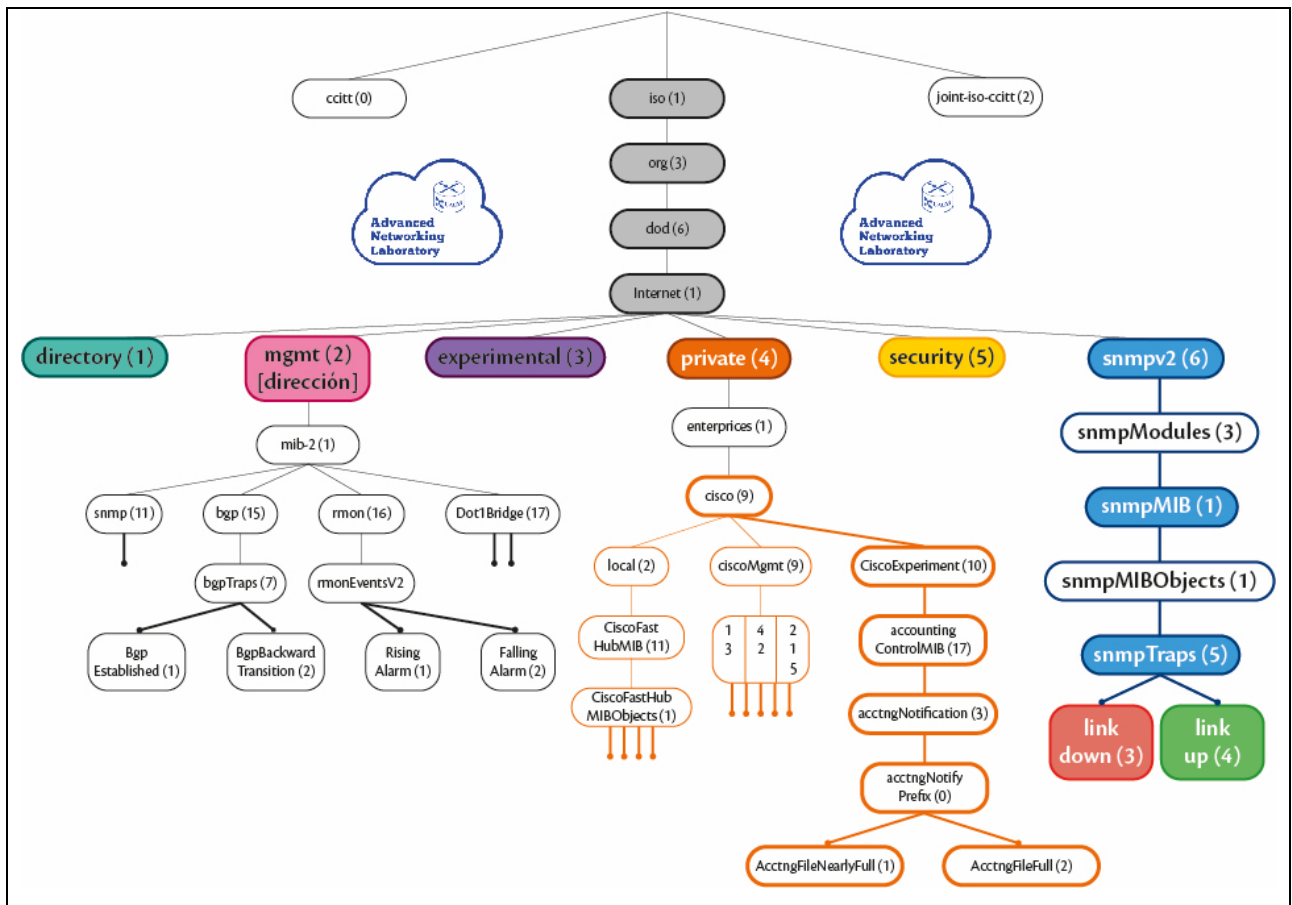 ccitt (0)
iso (1)
joint-iso-ccitt (2)
org (3)
Advanced
Networking
Laboratory
Advanced
Networking
Laboratory
dod (6)
Internet (1)
directory (1)
mgmt (2)
[dirección]
experimental (3)
private (4)
security (5)
snmpv2 (6)
enterprices (1)
snmpModules (3)
mib-2 (1)
cisco (9)
snmpMIB (1)
snmp (11)
bgp (15)
rmon (16)
Dot1Bridge (17)
local (2)
ciscoMgmt (9)
CiscoExperiment (10)
snmpMIBObjects (1)
bgpTraps (7)
rmonEventsV2
CiscoFast
HubMIB (11)
1 4 2
3 2 1
5
accounting
ControlMIB (17)
Bgp
Established (1)
BgpBackward
Transition (2)
Rising
Alarm (1)
Falling
Alarm (2)
snmpTraps (5)
CiscoFastHub
MIBObjects (1)
acctngNotification (3)
link
down (3)
link
up (4)
acctngNotify
Prefix (0)
AcctngFileNearlyFull (1)
AcctngFileFull (2)